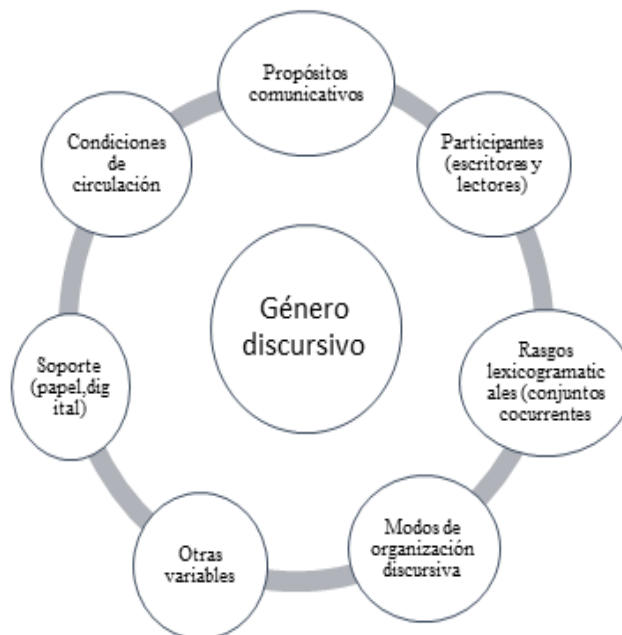 Propósitos
comunicativos
Participantes
(escritores y
lectores)
Rasgos
lexicogramatic
ales (conjuntos
cocurrentes
Modos de
organización
discursiva
Otras
variables
Soporte
(papel,dig
ital)
Condiciones
de
circulación
Género
discursivo